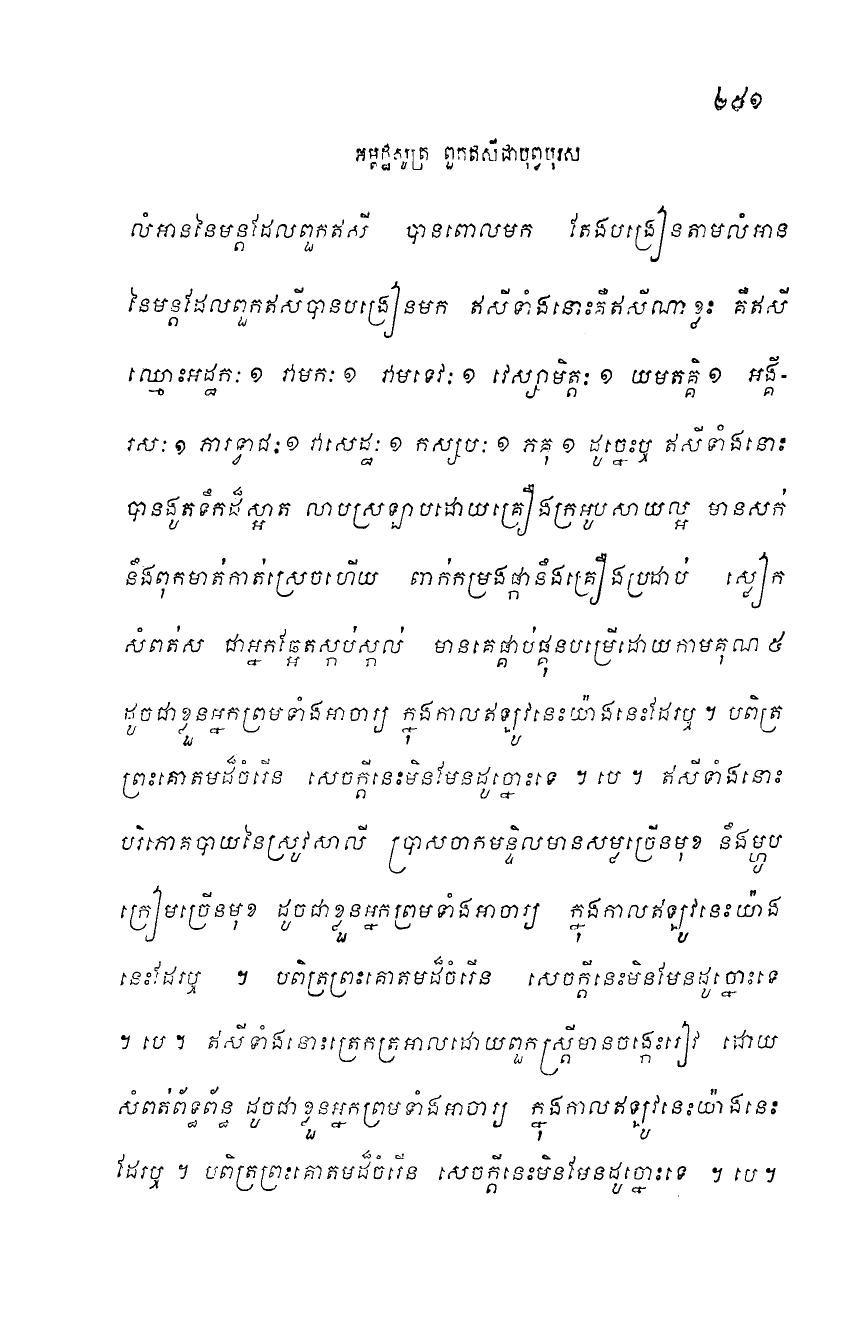 ២៥១
អម្ពដ្ឋសូត្រ ពួកឥសីជាបុព្វបុរស
លំអាននៃមន្តដែលពួកឥសី បានពោលមក តែងបង្រៀនតាមលំអាន
នៃមន្តដែលពួកឥសីបានបង្រៀនមក ឥសីទាំងនោះគឺឥសីណាខ្លះ គឺឥសី
ឈ្មោះអដ្ឋកៈ ១ វាមកៈ ១ វាមទេវៈ ១ វេស្សាមិត្តៈ ១ យមតគ្គិ ១ អង្គី-
រសៈ ១ ភារទ្វាជៈ ១ វាសេដ្ឋៈ ១ កស្សបៈ ១ ភគុ ១ ដូច្នេះឬ ឥសីទាំងនោះ
បានងូតទឹកដ៏ស្អាត លាបស្រឡាបដោយគ្រឿងក្រអូបសាយល្អ មានសក់
នឹងពុកមាត់កាត់ស្រេចហើយ ពាក់កម្រងផ្កានឹងគ្រឿងប្រដាប់ ស្លៀក
សំពត់ស ជាអ្នកឆ្អែតស្កប់ស្កល់ មានគេផ្គាប់ផ្គុនបម្រើដោយកាមគុណ ៥
ដូចជាខ្លួនអ្នកព្រមទាំងអាចារ្យ ក្នុងកាលឥឡូវនេះយ៉ាងនេះដែរឬ ។ បពិត្រ
ព្រះគោតមដ៏ចំរើន សេចក្តីនេះមិនមែនដូច្នោះទេ ។ បេ ។ ឥសីទាំងនោះ
បរិភោគបាយនៃស្រូវសាលី ប្រាសចាកមន្ទិលមានសម្លច្រើនមុខ នឹងម្ហូប
ក្រៀមច្រើនមុខ ដូចជាខ្លួនអ្នកព្រមទាំងអាចារ្យ ក្នុងកាលឥឡូវនេះយ៉ាង
នេះដែរឬ ។ បពិត្រព្រះគោតមដ៏ចំរើន សេចក្តីនេះមិនមែនដូច្នោះទេ
។ បេ ។ ឥសីទាំងនោះត្រេកត្រអាលដោយពួកស្ត្រីមានចង្កេះរៀវ ដោយ
សំពត់ព័ទ្ធព័ន្ធ ដូចជាខ្លួនអ្នកព្រមទាំងអាចារ្យ ក្នុងកាលឥឡូវនេះយ៉ាងនេះ
ដែរឬ ។ បពិត្រព្រះគោតមដ៏ចំរើន សេចក្តីនេះមិនមែនដូច្នោះទេ ។ បេ ។